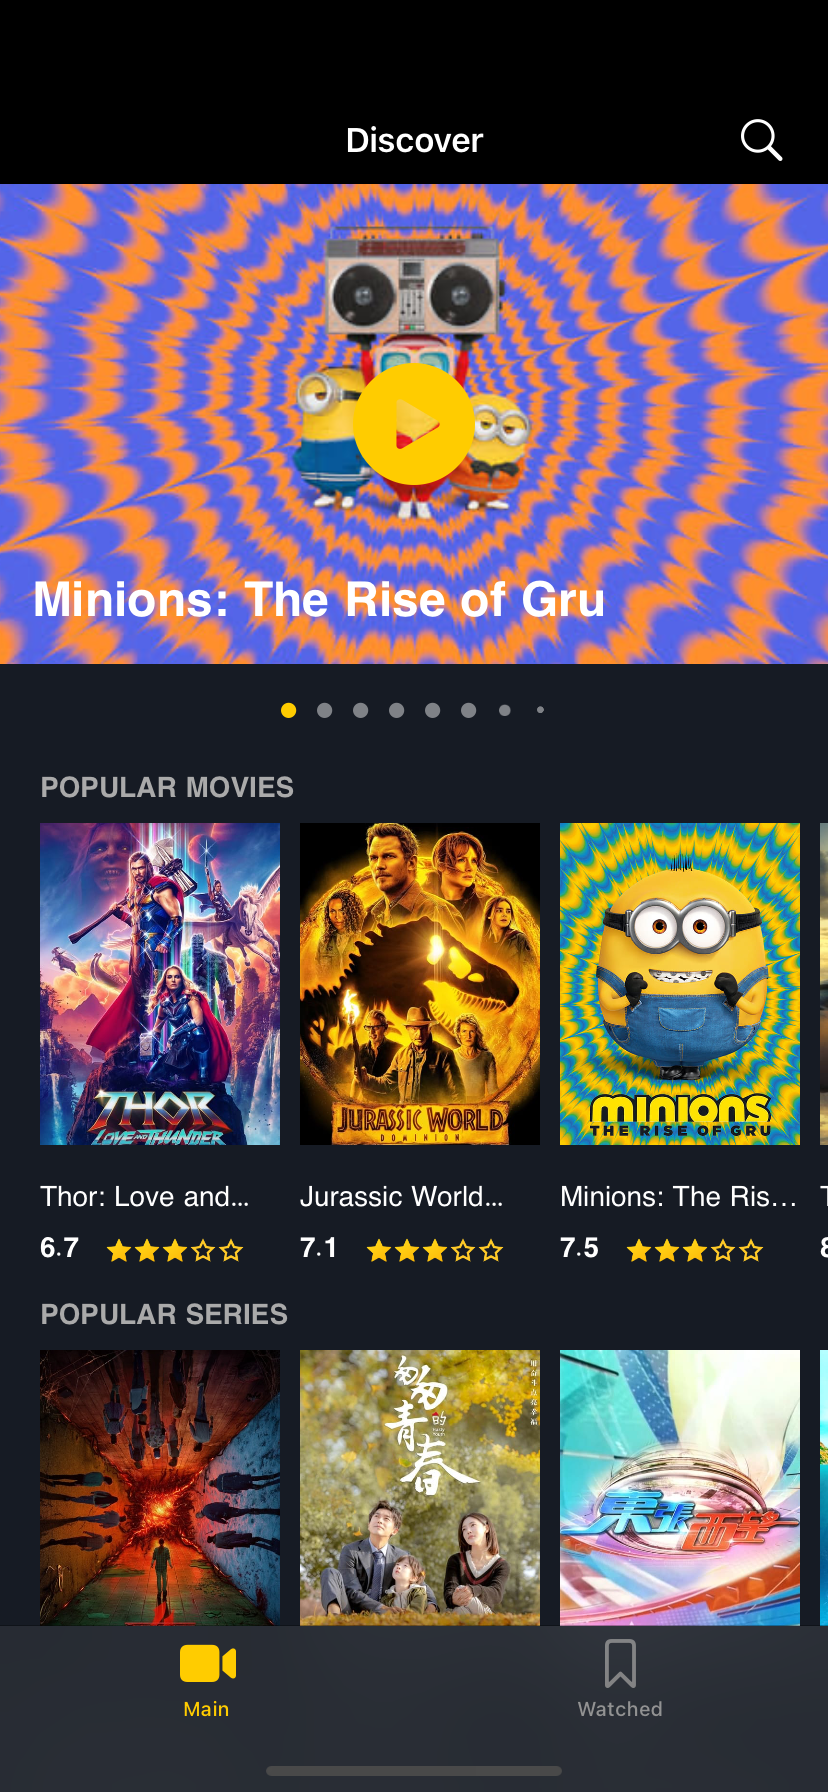 Discover
Minions: The Rise of Gru
POPULAR MOVIES
THOR
LOVE AND THUNDER
JURASSIC WORLD
DOMINION
minions
THE RISE OF GRU
Thor: Love and...
Jurassic World...
Minions: The Ris...
T
6.7
7.1
7.5
8
POPULAR SERIES
匆匆
的
青春
東張西望
Main
Watched